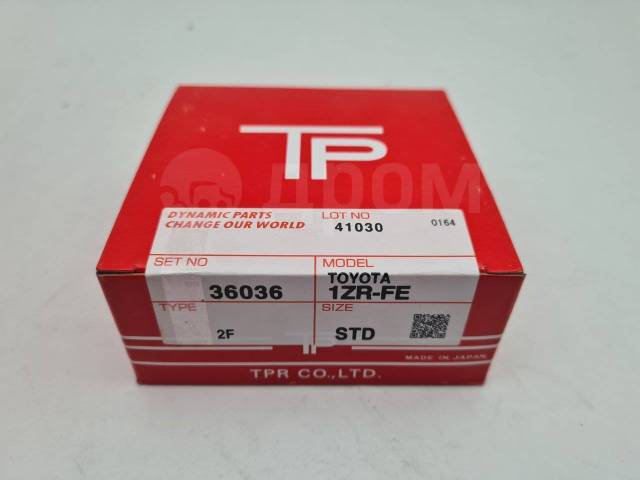 TP
дром
DYNAMIC PARTS
CHANGE OUR WORLD
LOT NO
41030
0164
SET NO
36036
MODEL
TOYOTA
1ZR-FE
TYPE
2F
SIZE
STD
TP
MADE IN JAPAN
TPR CO.,LTD.